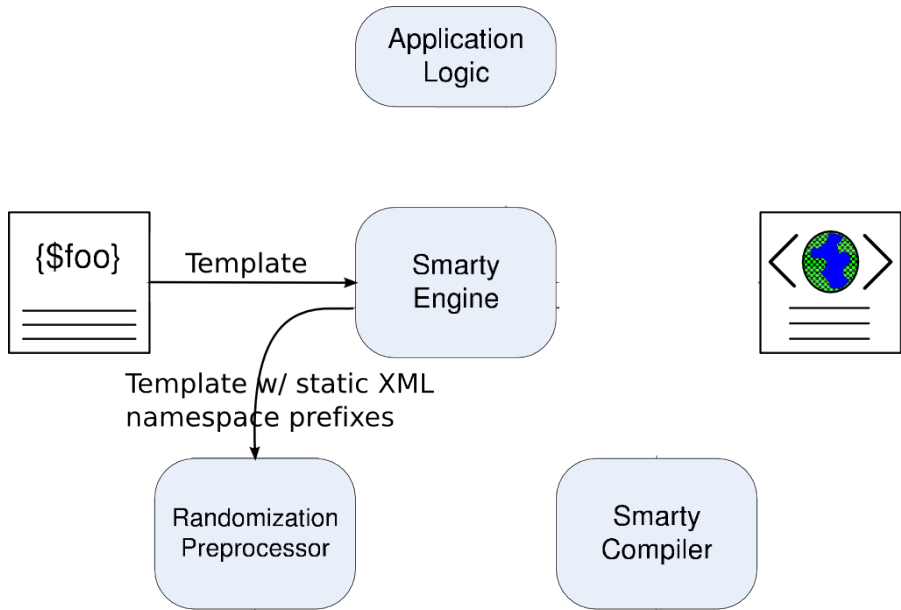 Application
Logic
{$foo}
Template
Smarty
Engine
Template w/ static XML
namespace prefixes
Randomization
Preprocessor
Smarty
Compiler